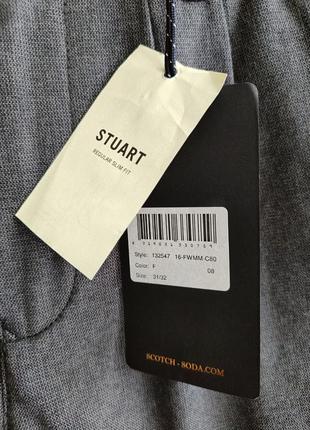 STUART
REGULAR SLIM FIT
Style: 132547 16-FWMM-C80
Color: F 08
Size: 31/32
SCOTCH - SODA.COM